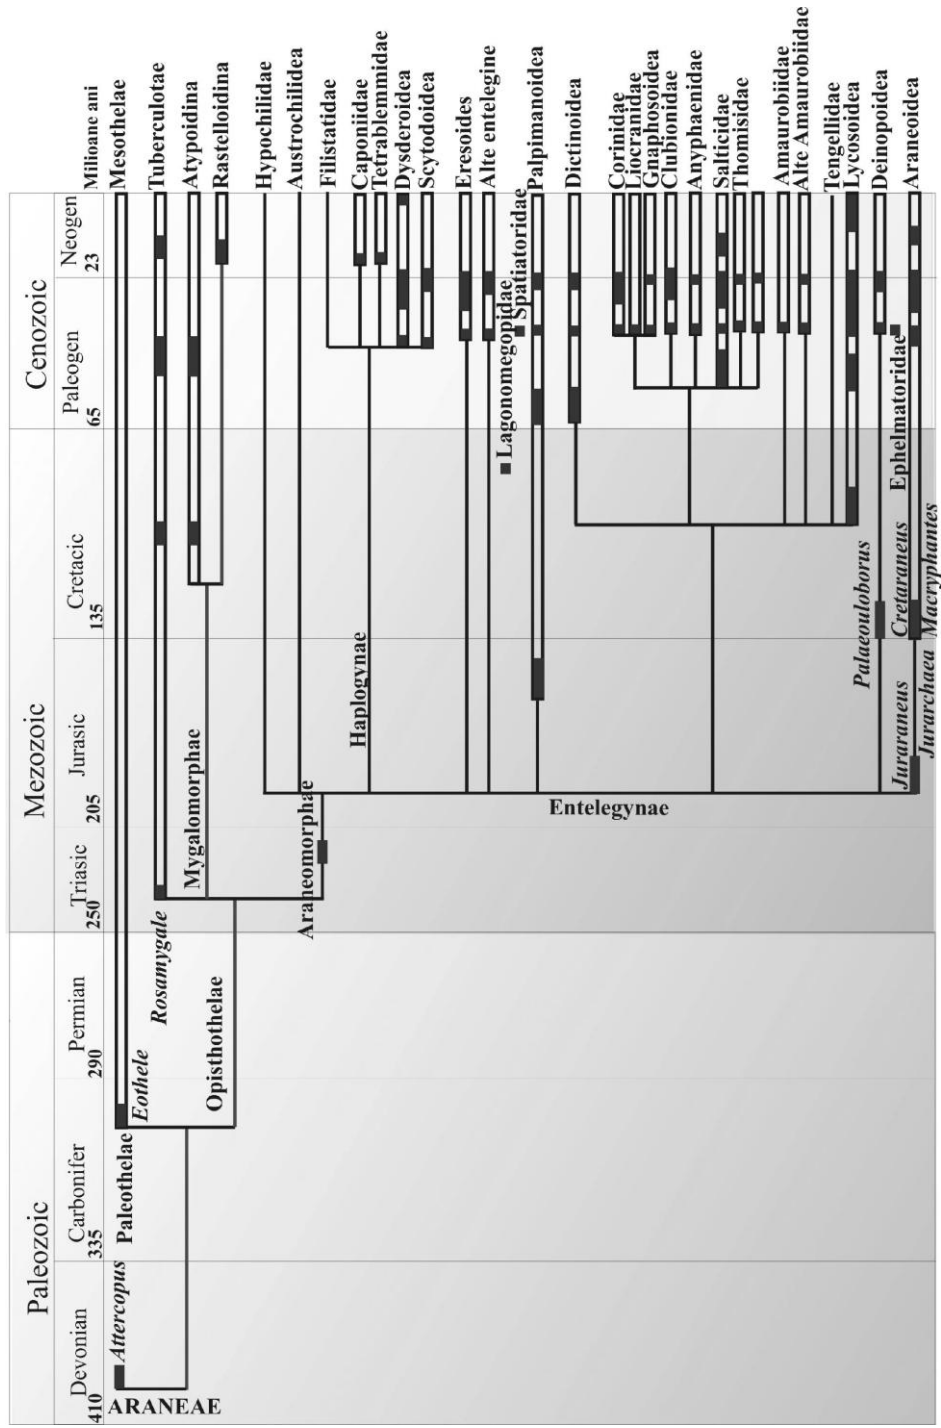 Paleozoic
Mezozoic
Cenozoic
Devonian
Carbonifer
Permian
Triasic
Jurasic
Cretacic
Paleogen
Neogen
Milioane ani
410
335
290
250
205
135
65
23
Mesothelae
Tuberculotae
Atypoidina
Rastelloidina
Hypochilidae
Austrochilidea
Filistatidae
Caponiidae
Tetrablemmidae
Dysderoidea
Scytodoidea
Eresoides
Alte entelegine
Palpimanoidea
Dictinoidea
Corinidae
Liocranidae
Gnaphosoidea
Clubionidae
Anyphaenidae
Salticidae
Thomisidae
Amaurobiidae
Alte Amaurobiidae
Tengellidae
Lycosoidea
Deinopoidea
Araneoidea
ARANEAE
Attercopus
Paleothelae
Eothele
Opisthothelae
Rosamygale
Mygalomorphae
Araneomorphae
Haplogynae
Entelegynae
Lagonomegopidae
Spatiatoridae
Palaeouloborus
Ephelmatoridae
Juraraneus
Cretaraneus
Jurarchaea
Macryphantes